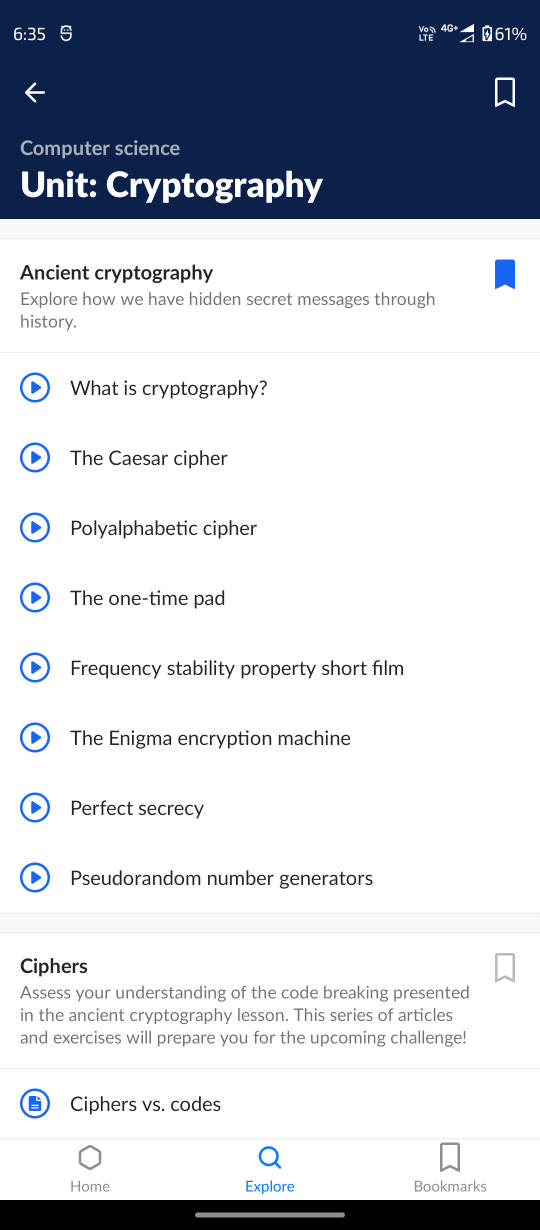 6:35
Vo LTE 4G+ 61%
Computer science
Unit: Cryptography
Ancient cryptography
Explore how we have hidden secret messages through
history.
What is cryptography?
The Caesar cipher
Polyalphabetic cipher
The one-time pad
Frequency stability property short film
The Enigma encryption machine
Perfect secrecy
Pseudorandom number generators
Ciphers
Assess your understanding of the code breaking presented
in the ancient cryptography lesson. This series of articles
and exercises will prepare you for the upcoming challenge!
Ciphers vs. codes
Home
Explore
Bookmarks